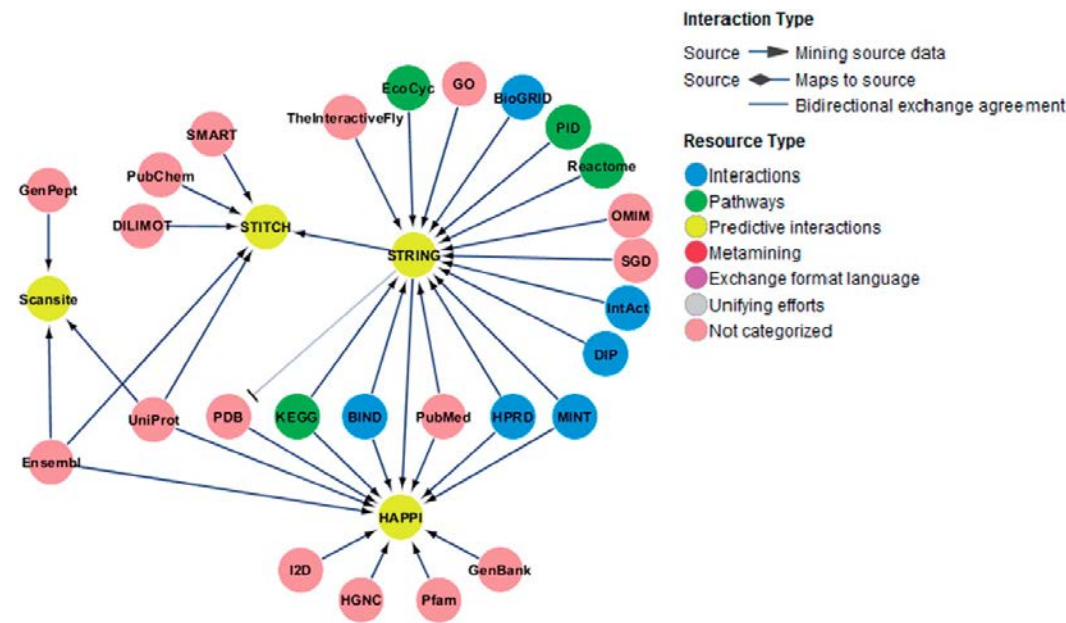 Interaction Type
Source Mining source data
Source Maps to source
Bidirectional exchange agreement
Resource Type
Interactions
Pathways
Predictive interactions
Metamining
Exchange format language
Unifying efforts
Not categorized
EcoCyc
GO
BioGRID
TheInteractiveFly
PID
SMART
Reactome
PubChem
GenPept
OMIM
DILIMOT
STITCH
STRING
SGD
Scansite
IntAct
DIP
UniProt
PDB
KEGG
BIND
PubMed
HPRD
MINT
Ensembl
HAPPI
I2D
GenBank
HGNC
Pfam